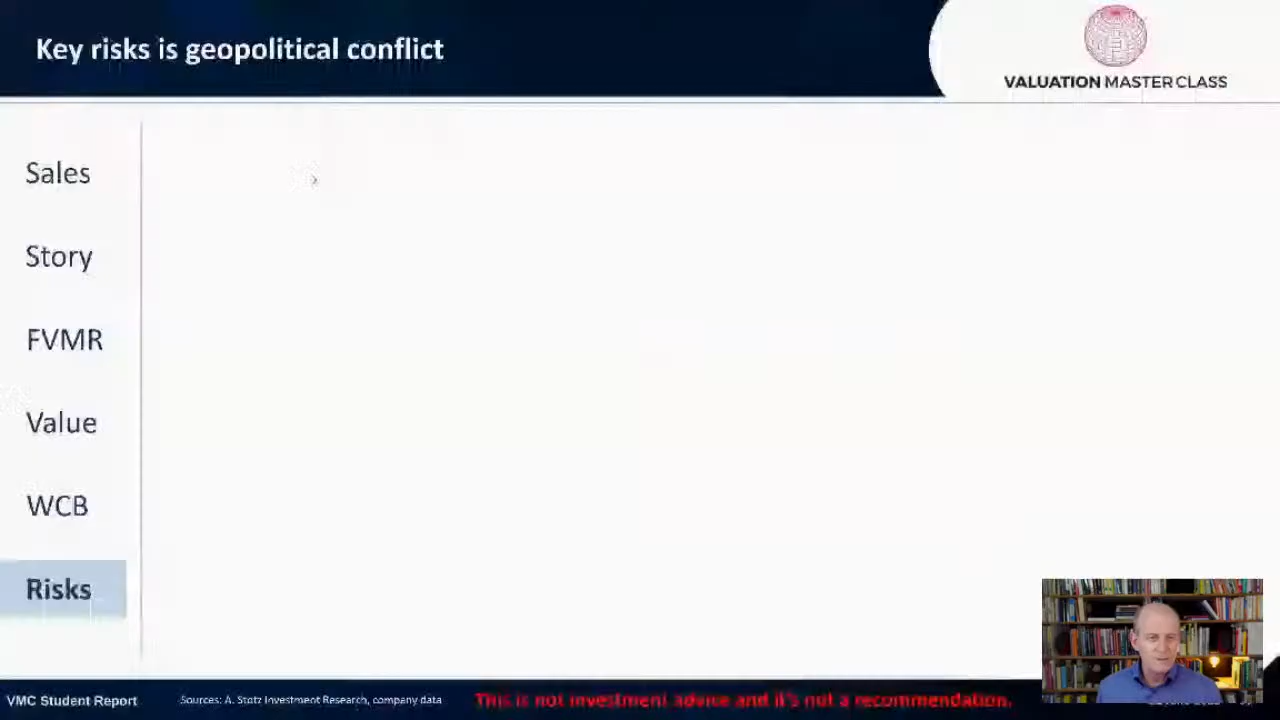 Key risks is geopolitical conflict
VALUATION MASTER CLASS
Sales
Story
FVMR
Value
WCB
Risks
VMC Student Report
Sources: A. Stotz Investment Research, company data
This is not investment advice and it's not a recommendation.